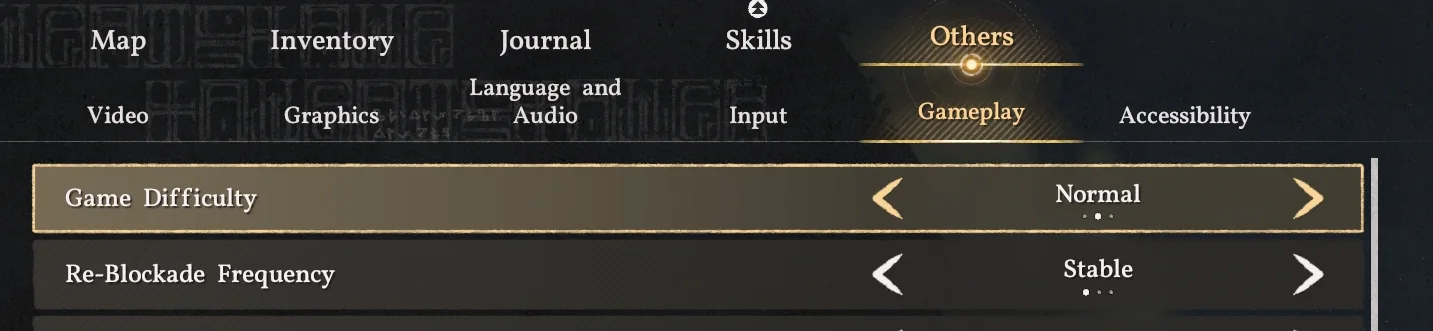 Map
Inventory
Journal
Skills
Others
Video
Graphics
Language and
Audio
Input
Gameplay
Accessibility
Game Difficulty
Normal
Re-Blockade Frequency
Stable